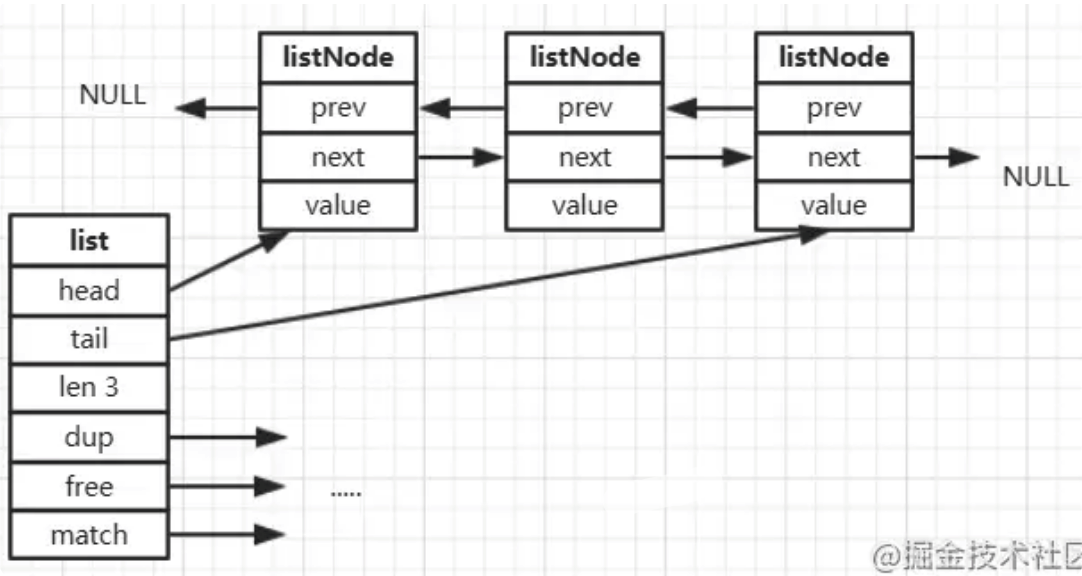 listNode listNode listNode
NULL
prev prev prev
next next next
NULL
value value value
list
head
tail
len 3
dup
free
.....
match
@掘金技术社区